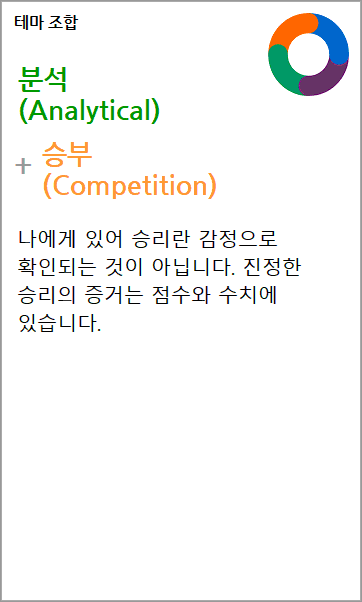 테마 조합
분석
(Analytical)
+ 승부
(Competition)
나에게 있어 승리란 감정으로
확인되는 것이 아닙니다. 진정한
승리의 증거는 점수와 수치에
있습니다.